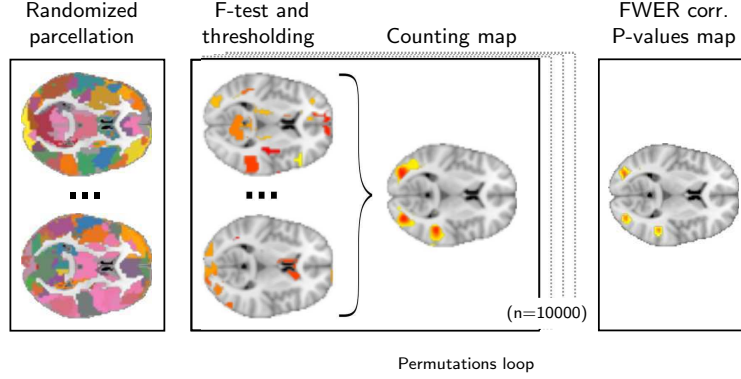 Randomized
parcellation
F-test and
thresholding
Counting map
FWER corr.
P-values map
(n=10000)
Permutations loop